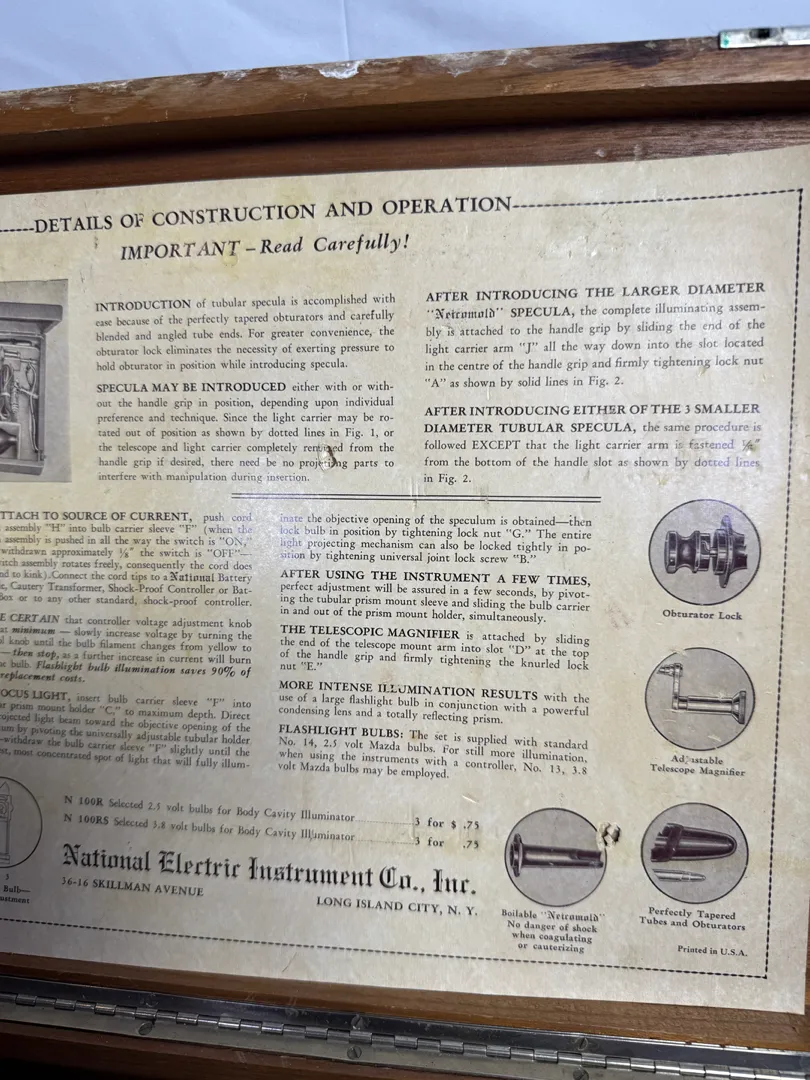 DETAILS OF CONSTRUCTION AND OPERATION
IMPORTANT – Read Carefully!
INTRODUCTION of tubular specula is accomplished with
ease because of the perfectly tapered obturators and carefully
blended and angled tube ends. For greater convenience, the
obturator lock eliminates the necessity of exerting pressure to
hold obturator in position while introducing specula.
SPECULA MAY BE INTRODUCED either with or with-
out the handle grip in position, depending upon individual
preference and technique. Since the light carrier may be ro-
tated out of position as shown by dotted lines in Fig. 1, or
the telescope and light carrier completely removed from the
handle grip if desired, there need be no projecting parts to
interfere with manipulation during insertion.
AFTER INTRODUCING THE LARGER DIAMETER
"Neicromold" SPECULA, the complete illuminating assem-
bly is attached to the handle grip by sliding the end of the
light carrier arm "J" all the way down into the slot located
in the centre of the handle grip and firmly tightening lock nut
"A" as shown by solid lines in Fig. 2.
AFTER INTRODUCING EITHER OF THE 3 SMALLER
DIAMETER TUBULAR SPECULA, the same procedure is
followed EXCEPT that the light carrier arm is fastened
from the bottom of the handle slot as shown by dotted lines
in Fig. 2.
TTACH TO SOURCE OF CURRENT, push cord
assembly "H" into bulb carrier sleeve "F" (when the
assembly is pushed in all the way the switch is "ON,"
withdrawn approximately ⅛" the switch is "OFF"—
itch assembly rotates freely, consequently the cord does
nd to kink). Connect the cord tips to a National Battery
e, Cautery Transformer, Shock-Proof Controller or Bat-
Box or to any other standard, shock-proof controller.
E CERTAIN that controller voltage adjustment knob
at minimum — slowly increase voltage by turning the
l knob until the bulb filament changes from yellow to
—then stop, as a further increase in current will burn
e bulb. Flashlight bulb illumination saves 90% of
replacement costs.
OCUS LIGHT, insert bulb carrier sleeve "F" into
r prism mount holder "C," to maximum depth. Direct
ojected light beam toward the objective opening of the
um by pivoting the universally adjustable tubular holder
-withdraw the bulb carrier sleeve "F" slightly until the
est, most concentrated spot of light that will fully illum-
inate the objective opening of the speculum is obtained—then
lock bulb in position by tightening lock nut "G." The entire
light projecting mechanism can also be locked tightly in po-
sition by tightening universal joint lock screw "B."
AFTER USING THE INSTRUMENT A FEW TIMES,
perfect adjustment will be assured in a few seconds, by pivot-
ing the tubular prism mount sleeve and sliding the bulb carrier
in and out of the prism mount holder, simultaneously.
THE TELESCOPIC MAGNIFIER is attached by sliding
the end of the telescope mount arm into slot "D" at the top
of the handle grip and firmly tightening the knurled lock
nut "E."
MORE INTENSE ILLUMINATION RESULTS with the
use of a large flashlight bulb in conjunction with a powerful
condensing lens and a totally reflecting prism.
FLASHLIGHT BULBS: The set is supplied with standard
No. 14, 2.5 volt Mazda bulbs. For still more illumination,
when using the instruments with a controller, No. 13, 3.8
volt Mazda bulbs may be employed.
Obturator Lock
Adjustable
Telescope Magnifier
N 100R Selected 2.5 volt bulbs for Body Cavity Illuminator 3 for $ .75
N 100RS Selected 3.8 volt bulbs for Body Cavity Illuminator 3 for .75
National Electric Instrument Co., Inc.
36-16 SKILLMAN AVENUE
LONG ISLAND CITY, N. Y.
3
Bulb—
ustment
Boilable "Neicromold"
No danger of shock
when coagulating
or cauterizing
Perfectly Tapered
Tubes and Obturators
Printed in U.S.A.